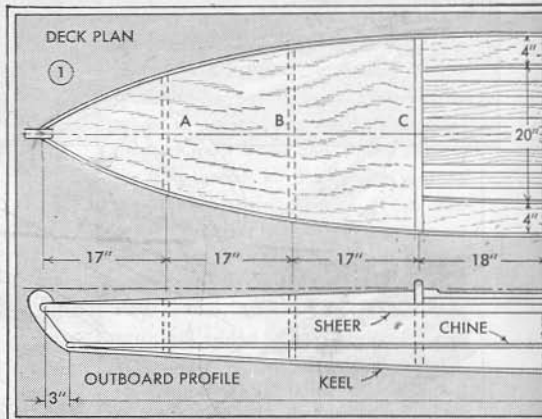 DECK PLAN
1
4"
A B C
20"
4"
17" 17" 17" 18"
SHEER
CHINE
OUTBOARD PROFILE
KEEL
3"